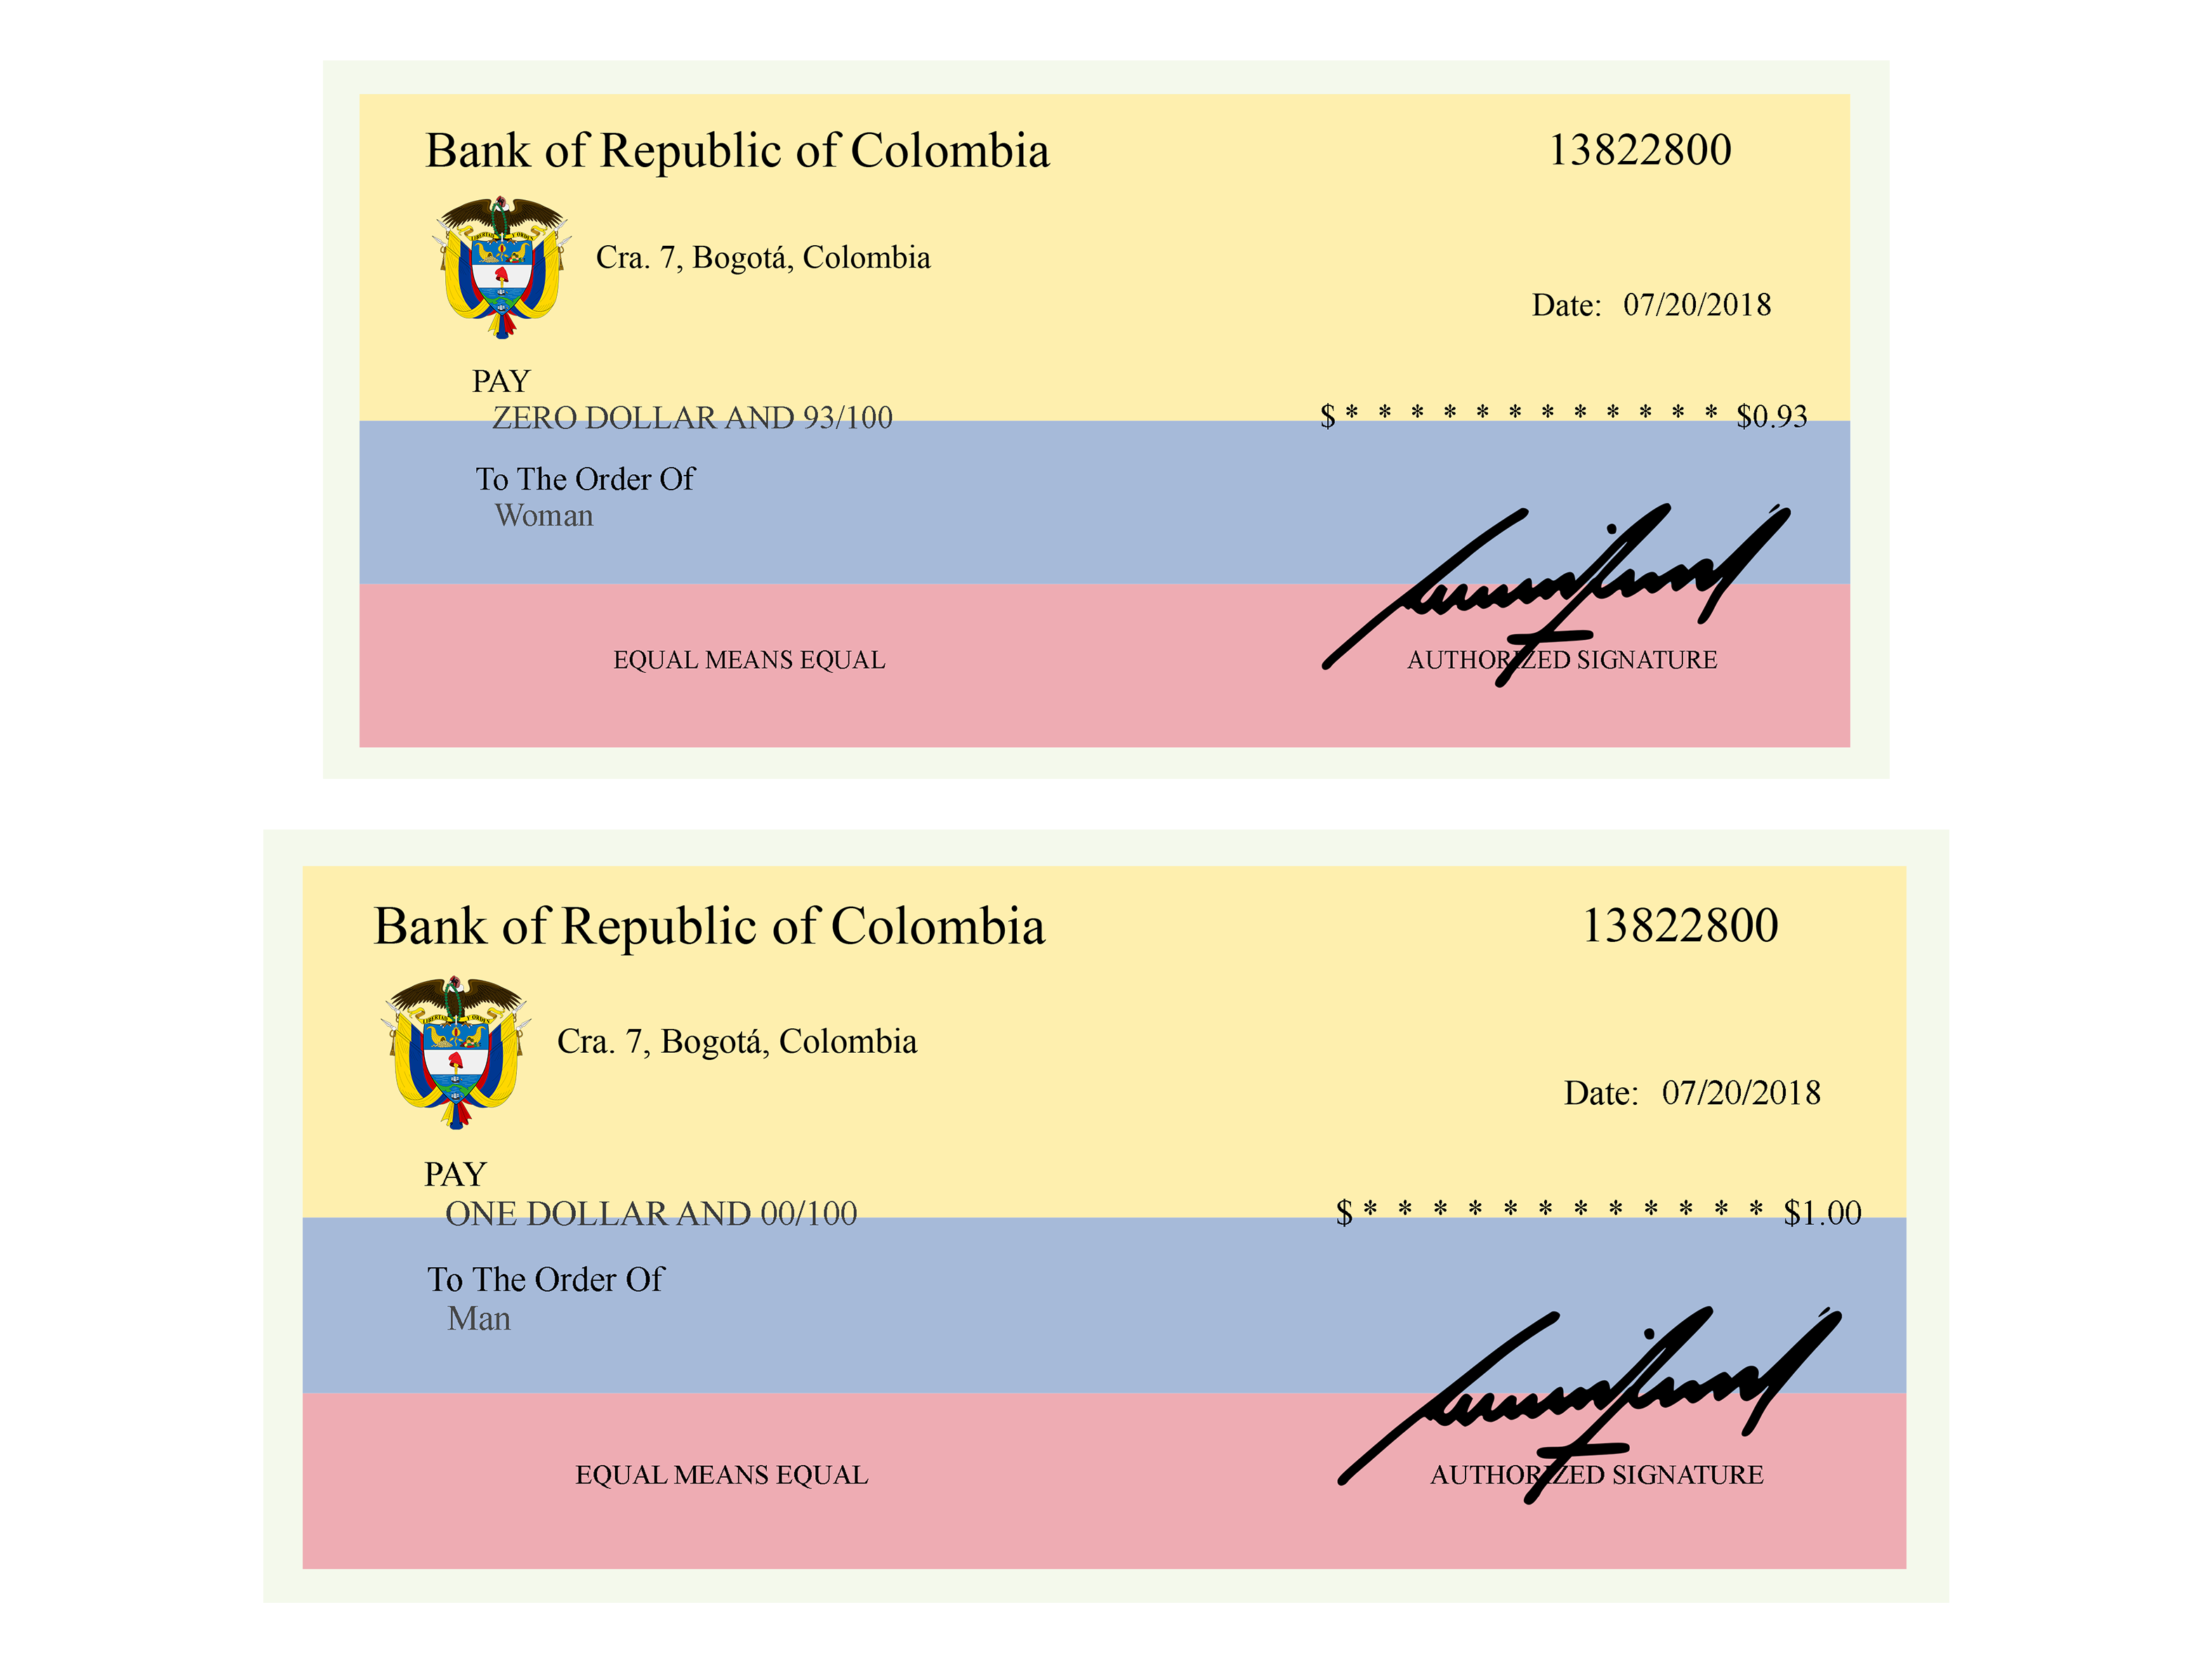 Bank of Republic of Colombia 13822800
LIBERTAD Y ORDEN
Cra. 7, Bogotá, Colombia
Date: 07/20/2018
PAY
ZERO DOLLAR AND 93/100 $ * * * * * * * * * * * * $0.93
To The Order Of
Woman
EQUAL MEANS EQUAL AUTHORIZED SIGNATURE
Bank of Republic of Colombia 13822800
LIBERTAD Y ORDEN
Cra. 7, Bogotá, Colombia
Date: 07/20/2018
PAY
ONE DOLLAR AND 00/100 $ * * * * * * * * * * * * $1.00
To The Order Of
Man
EQUAL MEANS EQUAL AUTHORIZED SIGNATURE